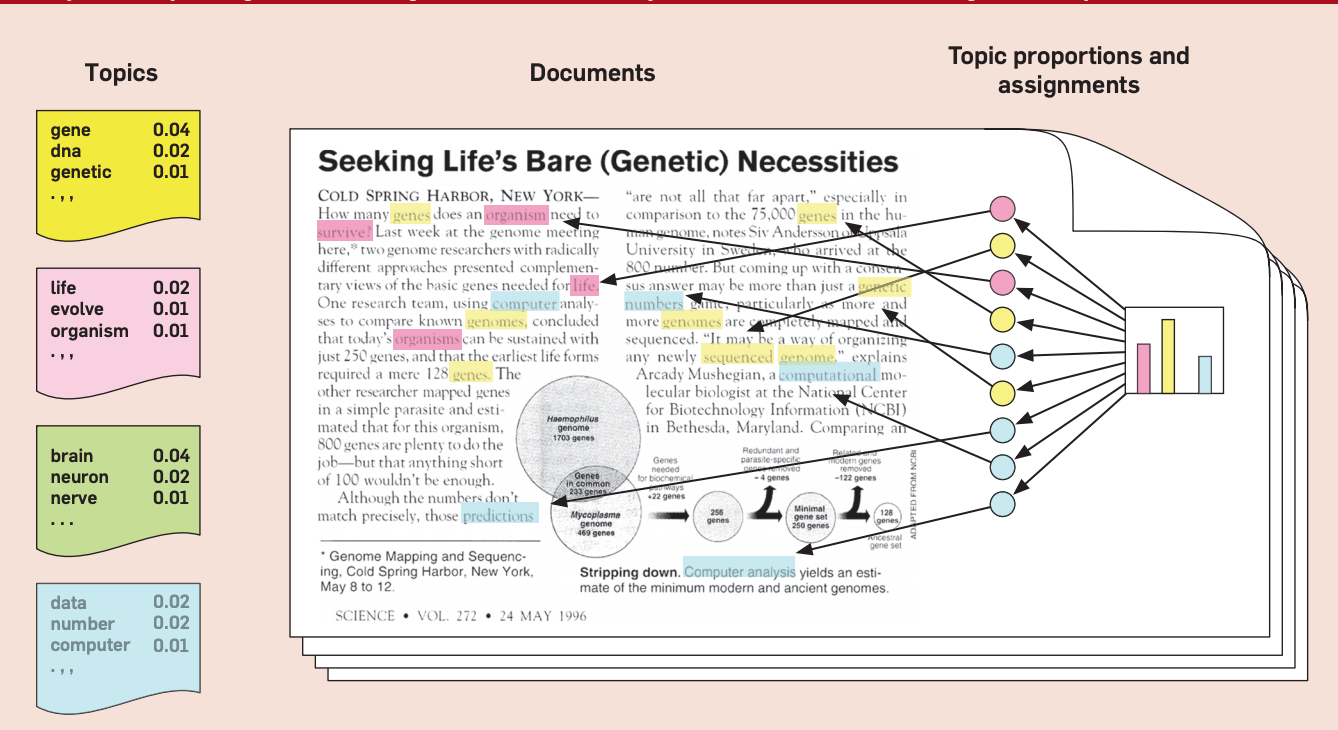 Topics
gene 0.04
dna 0.02
genetic 0.01
. , ,
life 0.02
evolve 0.01
organism 0.01
. , ,
brain 0.04
neuron 0.02
nerve 0.01
. . .
data 0.02
number 0.02
computer 0.01
. , ,
Documents
Seeking Life's Bare (Genetic) Necessities
COLD SPRING HARBOR, NEW YORK—
How many genes does an organism need to
survive? Last week at the genome meeting
here,* two genome researchers with radically
different approaches presented complemen-
tary views of the basic genes needed for life.
One research team, using computer analy-
ses to compare known genomes, concluded
that today's organisms can be sustained with
just 250 genes, and that the earliest life forms
required a mere 128 genes. The
other researcher mapped genes
in a simple parasite and esti-
mated that for this organism,
800 genes are plenty to do the
job—but that anything short
of 100 wouldn't be enough.
Although the numbers don't
match precisely, those predictions
* Genome Mapping and Sequenc-
ing, Cold Spring Harbor, New York,
May 8 to 12.
"are not all that far apart," especially in
comparison to the 75,000 genes in the hu-
man genome, notes Siv Andersson of Uppsala
University in Sweden, who arrived at the
800 number. But coming up with a consen-
sus answer may be more than just a genetic
numbers game, particularly as more and
more genomes are completely mapped and
sequenced. "It may be a way of organizing
any newly sequenced genome," explains
Arcady Mushegian, a computational mo-
lecular biologist at the National Center
for Biotechnology Information (NCBI)
in Bethesda, Maryland. Comparing an
Haemophilus
genome
1703 genes
Genes
in common
233 genes
Mycoplasma
genome
469 genes
Genes
needed
for biochemical
pathways
+22 genes
256
genes
Redundant and
parasite-specific
genes removed
– 4 genes
Minimal
gene set
250 genes
Related and
modern genes
removed
–122 genes
128
genes
Ancestral
gene set
ADAPTED FROM NCBI
Stripping down. Computer analysis yields an esti-
mate of the minimum modern and ancient genomes.
SCIENCE • VOL. 272 • 24 MAY 1996
Topic proportions and
assignments